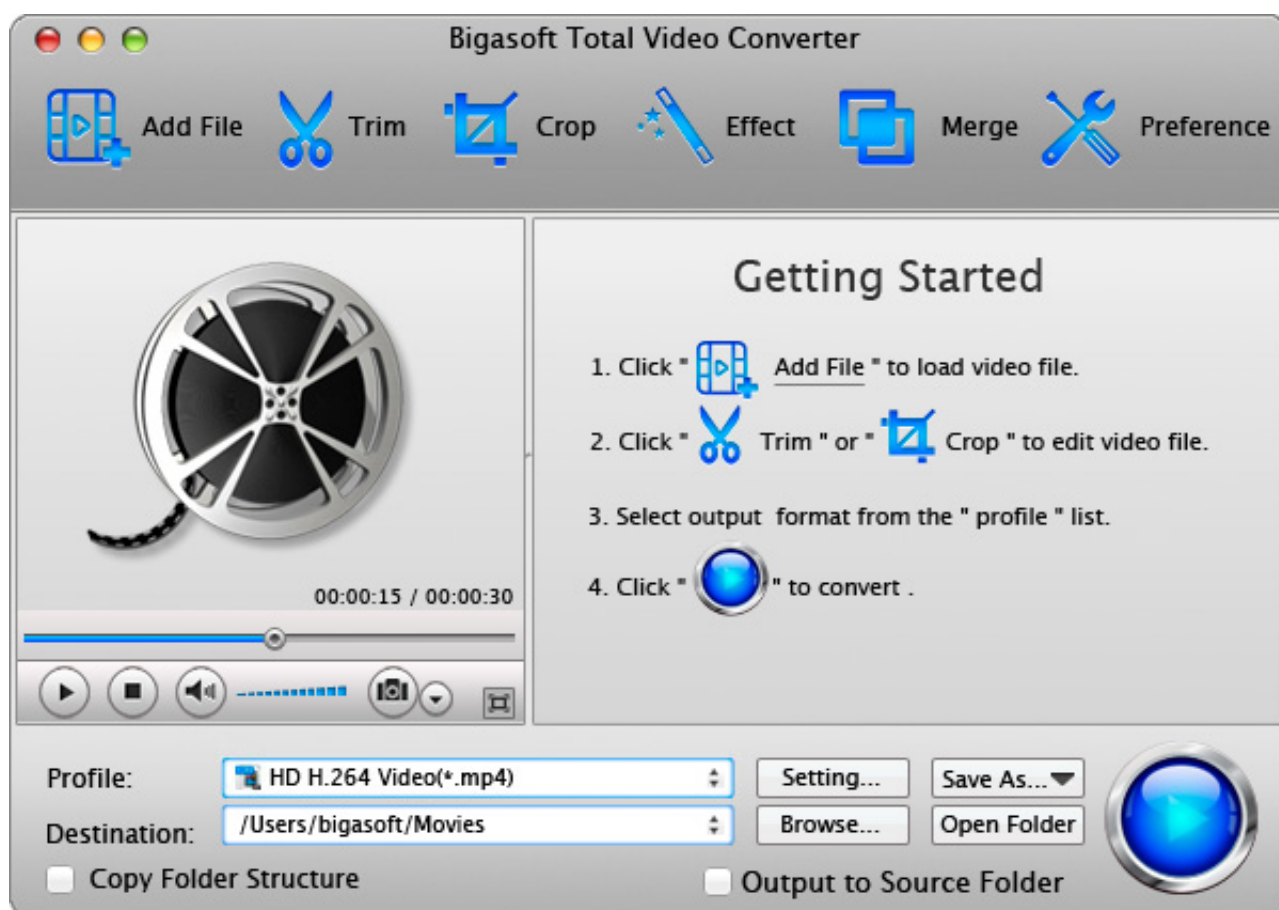 Bigasoft Total Video Converter
Add File Trim Crop Effect Merge Preference
Getting Started
1. Click " Add File " to load video file.
2. Click " Trim " or " Crop " to edit video file.
3. Select output format from the " profile " list.
4. Click " " to convert .
00:00:15 / 00:00:30
Profile: HD H.264 Video(*.mp4) Setting... Save As...
Destination: /Users/bigasoft/Movies Browse... Open Folder
Copy Folder Structure Output to Source Folder